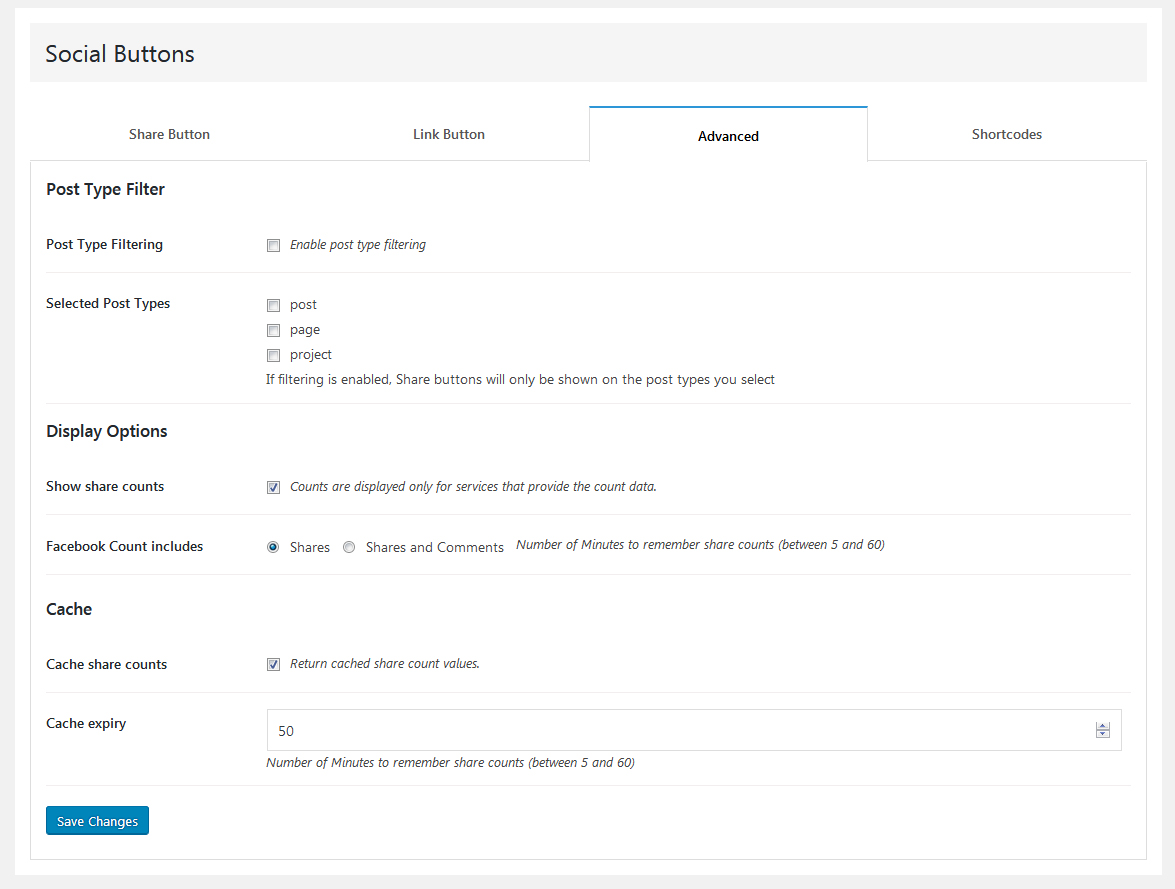 Social Buttons
Share Button
Link Button
Advanced
Shortcodes
Post Type Filter
Post Type Filtering
Enable post type filtering
Selected Post Types
post
page
project
If filtering is enabled, Share buttons will only be shown on the post types you select
Display Options
Show share counts
Counts are displayed only for services that provide the count data.
Facebook Count includes
Shares
Shares and Comments
Number of Minutes to remember share counts (between 5 and 60)
Cache
Cache share counts
Return cached share count values.
Cache expiry
50
Number of Minutes to remember share counts (between 5 and 60)
Save Changes